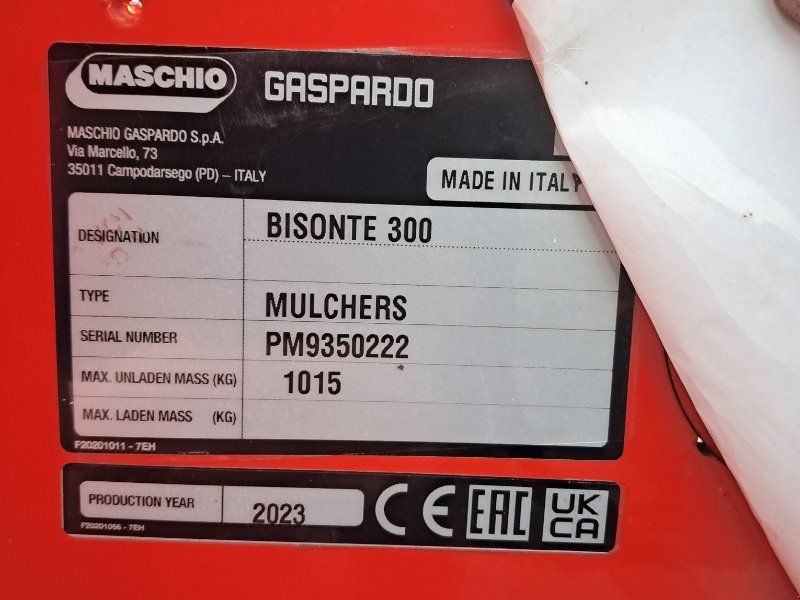 MASCHIO GASPARDO
MASCHIO GASPARDO S.p.A.
Via Marcello, 73
35011 Campodarsego (PD) – ITALY
MADE IN ITALY
DESIGNATION BISONTE 300
TYPE MULCHERS
SERIAL NUMBER PM9350222
MAX. UNLADEN MASS (KG) 1015
MAX. LADEN MASS (KG)
F20201011 - 7EH
PRODUCTION YEAR 2023 CE EAC UK CA
F20201056 - 7EH